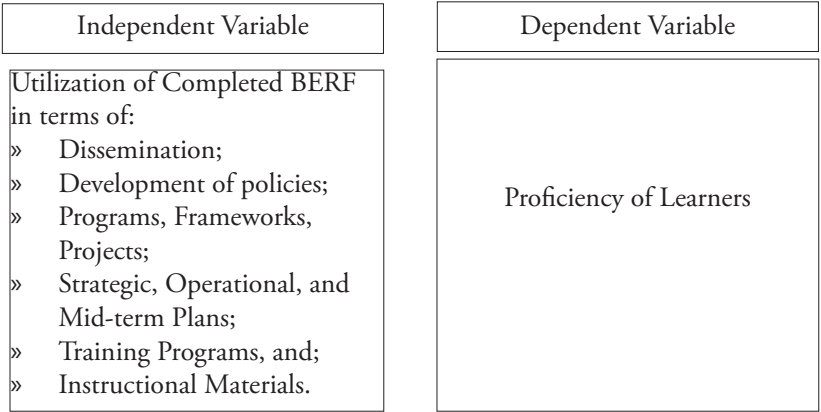 Independent Variable
Utilization of Completed BERF
in terms of:
» Dissemination;
» Development of policies;
» Programs, Frameworks,
Projects;
» Strategic, Operational, and
Mid-term Plans;
» Training Programs, and;
» Instructional Materials.
Dependent Variable
Proficiency of Learners